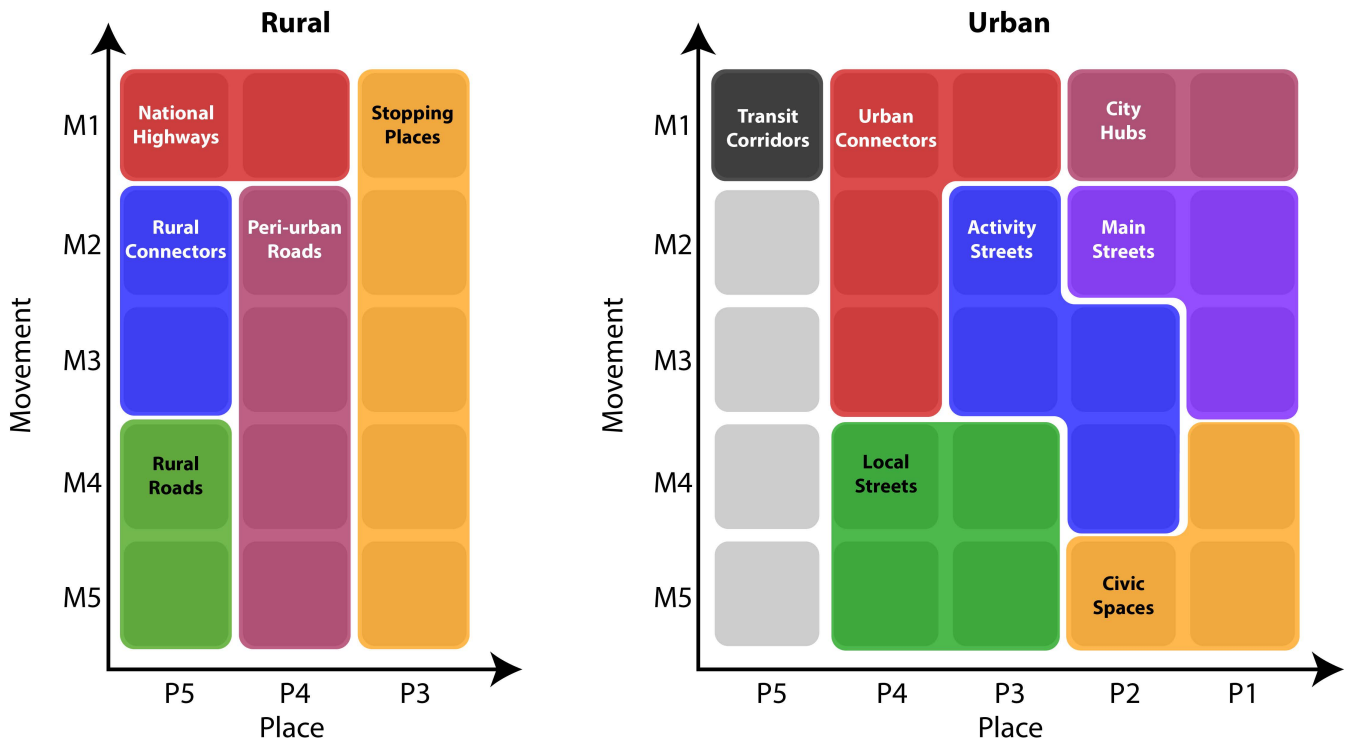 Rural
Movement
M1
M2
M3
M4
M5
National
Highways
Stopping
Places
Rural
Connectors
Peri-urban
Roads
Rural
Roads
P5
P4
P3
Place
Urban
Movement
M1
M2
M3
M4
M5
Transit
Corridors
Urban
Connectors
City
Hubs
Activity
Streets
Main
Streets
Local
Streets
Civic
Spaces
P5
P4
P3
P2
P1
Place